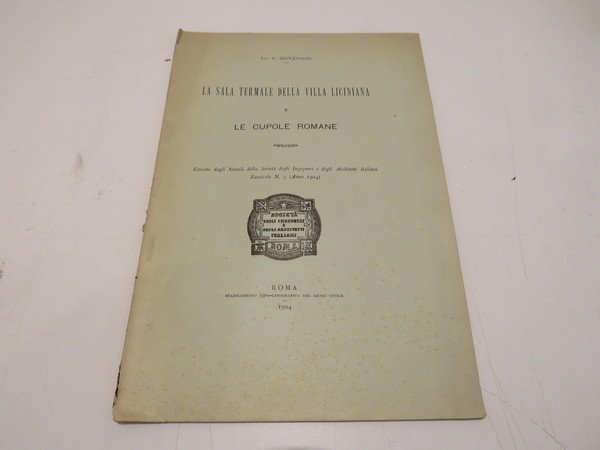 Ing. G. GIOVANNONI
LA SALA TERMALE DELLA VILLA LICINIANA
E
LE CUPOLE ROMANE
Estratto dagli Annali della Società degli Ingegneri e degli Architetti Italiani
Fascicolo N. 3 (Anno 1904)
SOCIETÀ
DEGLI INGEGNERI
E
DEGLI ARCHITETTI
ITALIANI
ROMA
ROMA
STABILIMENTO TIPO-LITOGRAFICO DEL GENIO CIVILE
1904